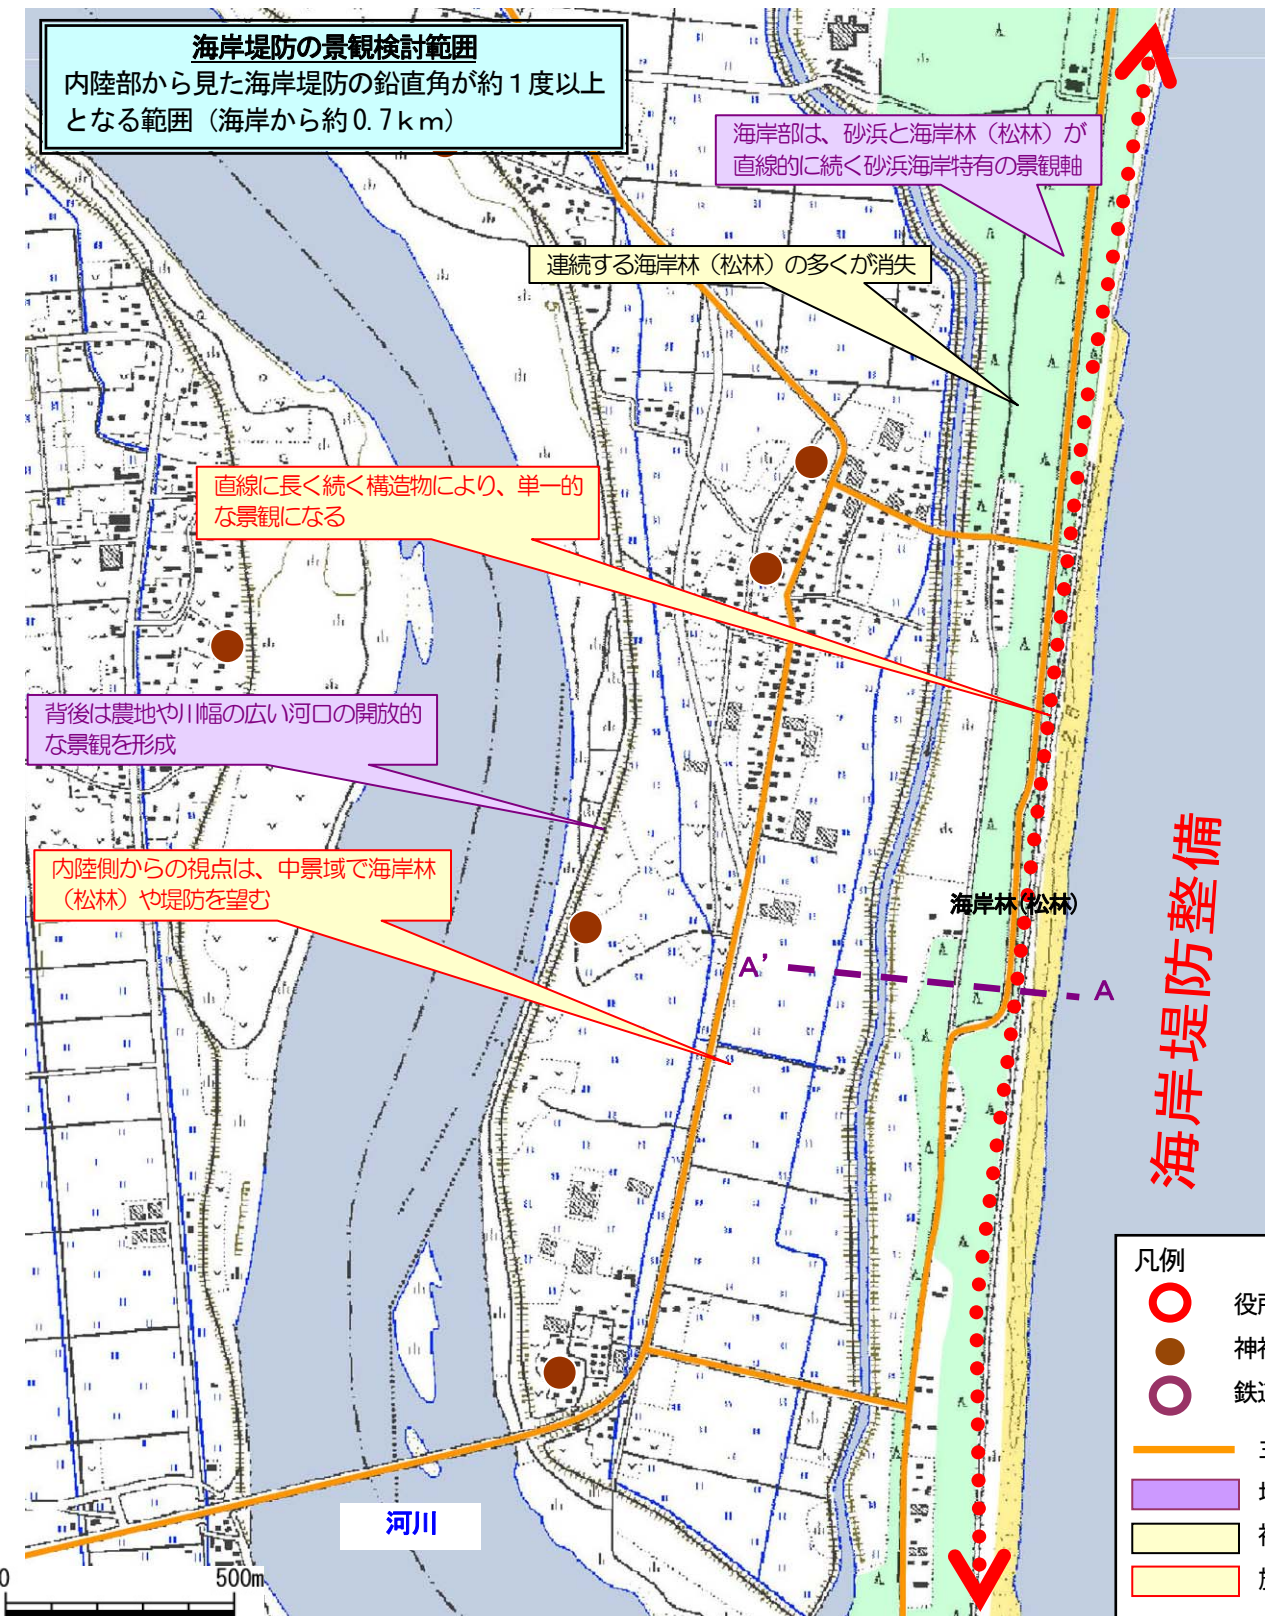 海岸堤防の景観検討範囲
内陸部から見た海岸堤防の鉛直角が約1度以上
となる範囲（海岸から約0.7km）
海岸部は、砂浜と海岸林（松林）が
直線的に続く砂浜海岸特有の景観軸
連続する海岸林（松林）の多くが消失
直線に長く続く構造物により、単一的
な景観になる
背後は農地や川幅の広い河口の開放的
な景観を形成
内陸側からの視点は、中景域で海岸林
（松林）や堤防を望む
海岸林(松林)
A'
A
海岸堤防整備
河川
0
500m
凡例
役
神
鉄